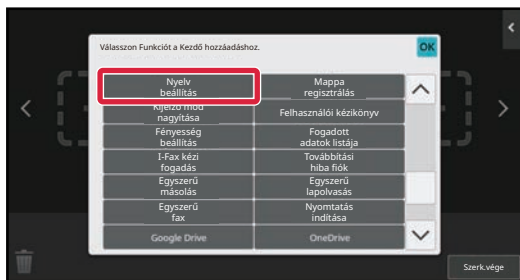 Válasszon Funkciót a Kezdő hozzáadáshoz.
OK
Nyelv
beállítás
Mappa
regisztrálás
Kijelző mód
nagyítása
Felhasználói kézikönyv
Fényesség
beállítás
Fogadott
adatok listája
I-Fax kézi
fogadás
Továbbítási
hiba fiók
Egyszerű
másolás
Egyszerű
lapolvasás
Egyszerű
fax
Nyomtatás
indítása
Google Drive
OneDrive
Szerk.vége